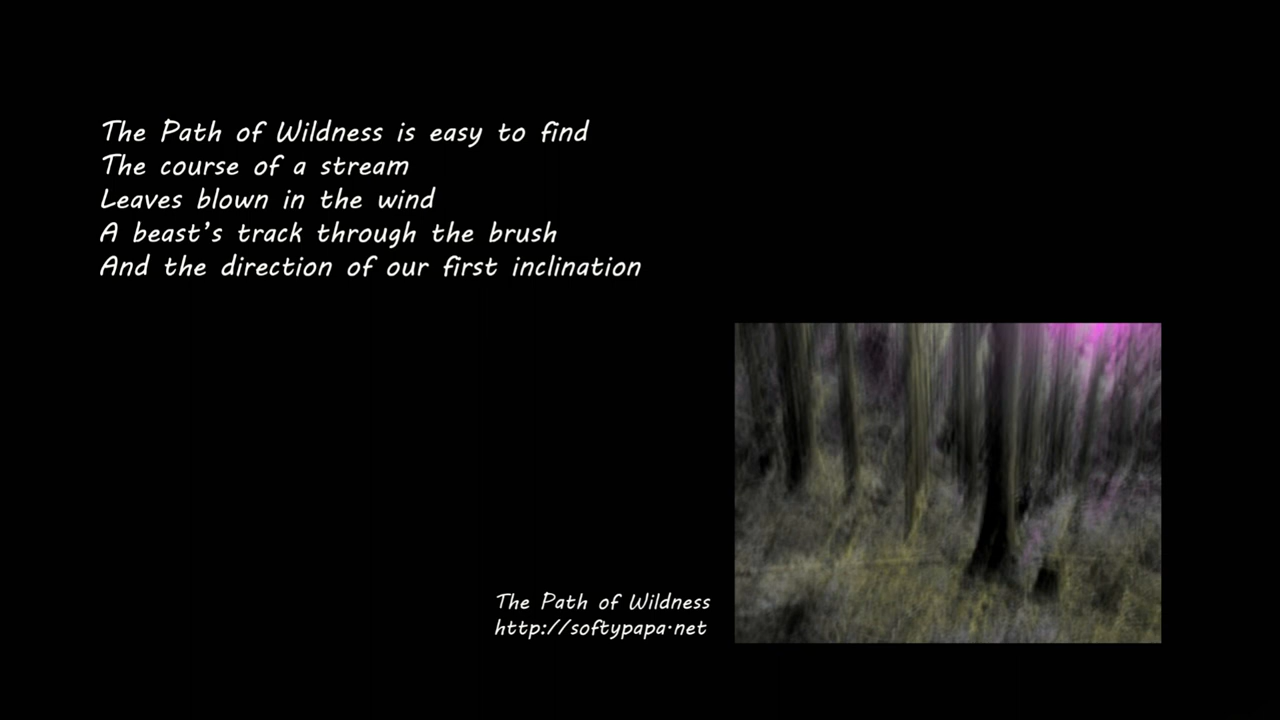 The Path of Wildness is easy to find
The course of a stream
Leaves blown in the wind
A beast's track through the brush
And the direction of our first inclination
The Path of Wildness
http://softypapa.net